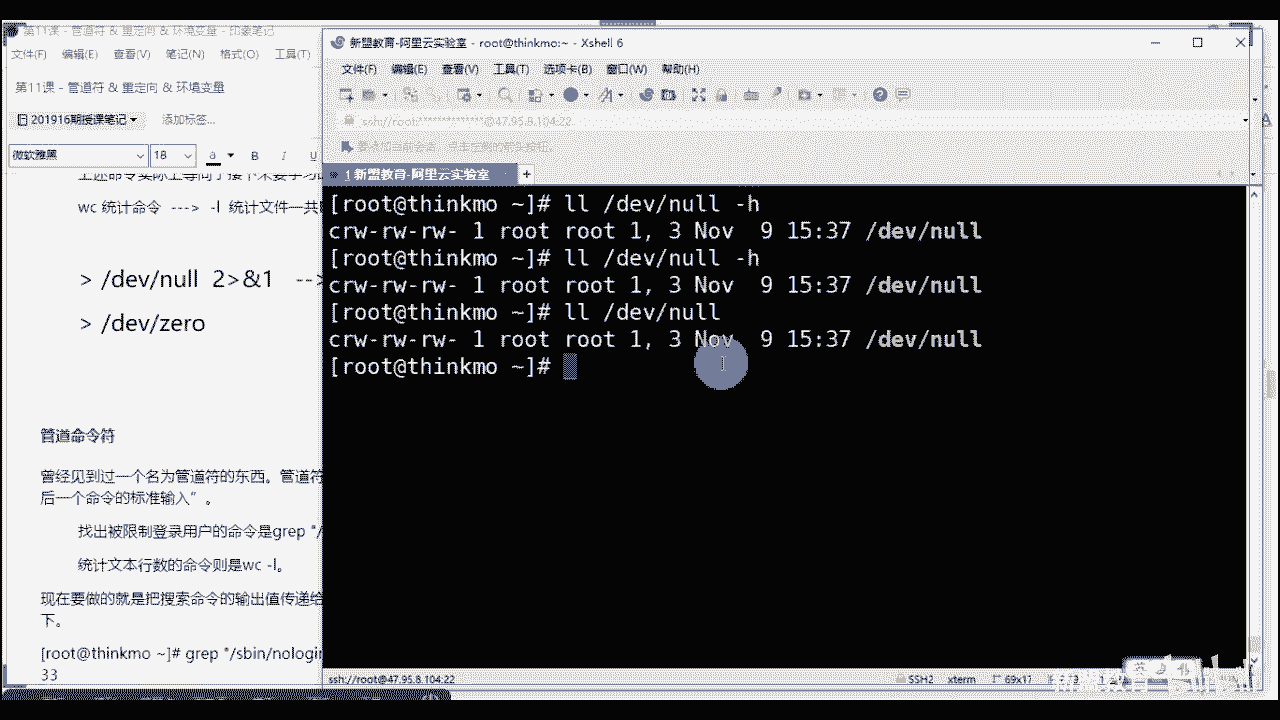 第11课 - 管道符 & 重定向 & 环境变量 - 印象笔记
文件(F) 编辑(E) 查看(V) 笔记(N) 格式(O) 工具(T)
第11课 - 管道符 & 重定向 & 环境变量
201916期授课笔记 添加标签...
微软雅黑 18 a B I U
wc 统计命令 ---> -l 统计文件一共
> /dev/null 2>&1 --> 
> /dev/zero
管道命令符
曾经见到过一个名为管道符的东西。管道符
后一个命令的标准输入”。
找出被限制登录用户的命令是grep "/
统计文本行数的命令则是wc -l。
现在要做的就是把搜索命令的输出值传递给
下。
[root@thinkmo ~]# grep "/sbin/nologin
33
新盟教育-阿里云实验室 - root@thinkmo:~ - Xshell 6
文件(F) 编辑(E) 查看(V) 工具(T) 选项卡(B) 窗口(W) 帮助(H)
ssh://root:**************@47.95.8.104:22
1 新盟教育-阿里云实验室 +
[root@thinkmo ~]# ll /dev/null -h
crw-rw-rw- 1 root root 1, 3 Nov  9 15:37 /dev/null
[root@thinkmo ~]# ll /dev/null -h
crw-rw-rw- 1 root root 1, 3 Nov  9 15:37 /dev/null
[root@thinkmo ~]# ll /dev/null
crw-rw-rw- 1 root root 1, 3 Nov  9 15:37 /dev/null
[root@thinkmo ~]#
ssh://root@47.95.8.104:22 SSH2 xterm 69x17